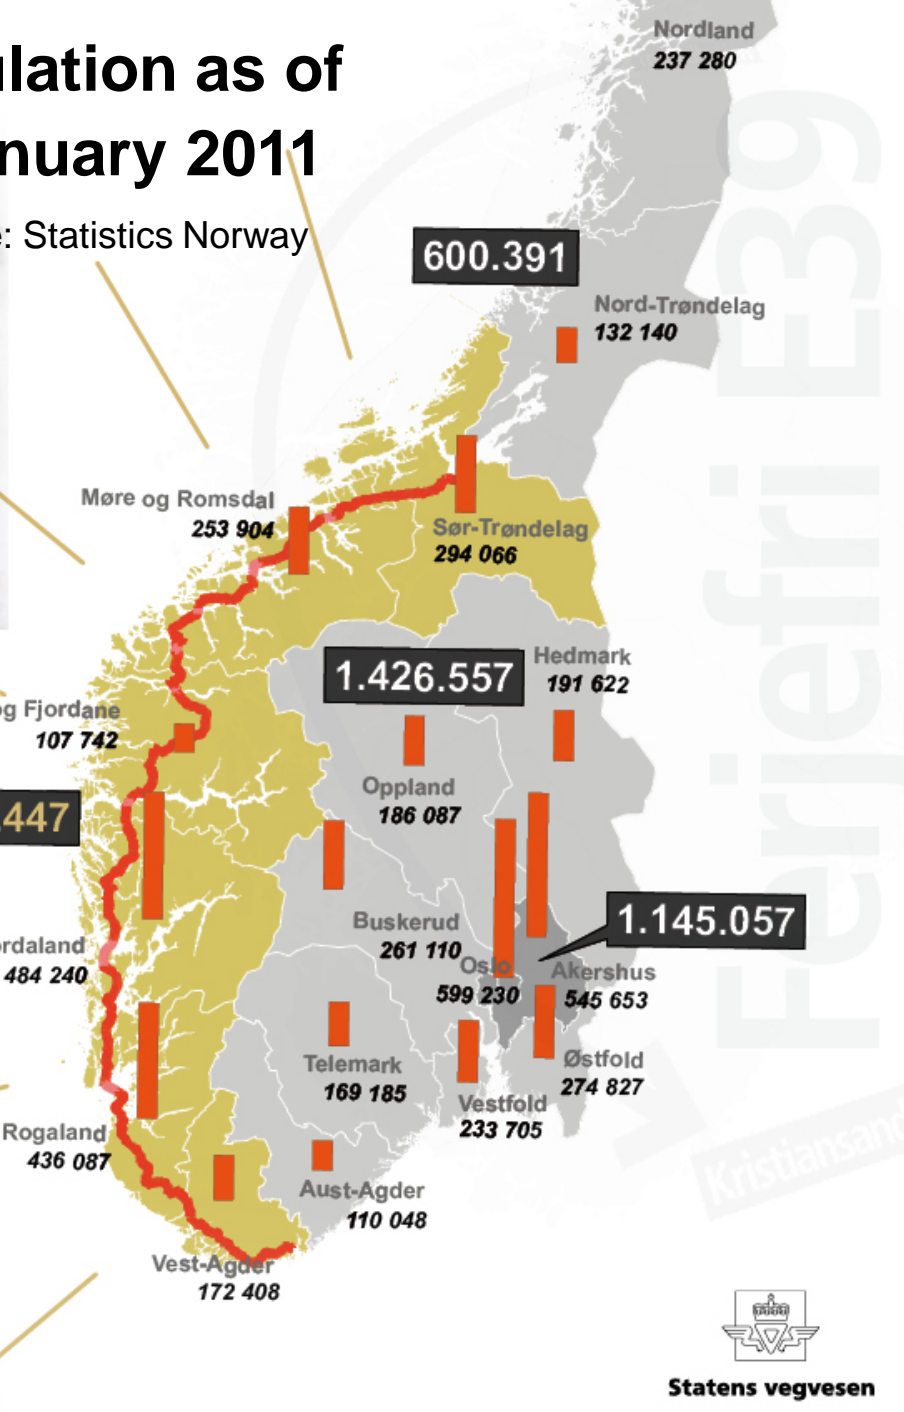 ulation as of
nuary 2011
e: Statistics Norway
Nordland
237 280
600.391
Nord-Trøndelag
132 140
Møre og Romsdal
253 904
Sør-Trøndelag
294 066
1.426.557
Hedmark
191 622
og Fjordane
107 742
Oppland
186 087
.447
Buskerud
261 110
1.145.057
ordaland
484 240
Oslo
599 230
Akershus
545 653
Telemark
169 185
Østfold
274 827
Vestfold
233 705
Rogaland
436 087
Aust-Agder
110 048
Vest-Agder
172 408
Ferjefri E39
Kristiansand
Statens vegvesen